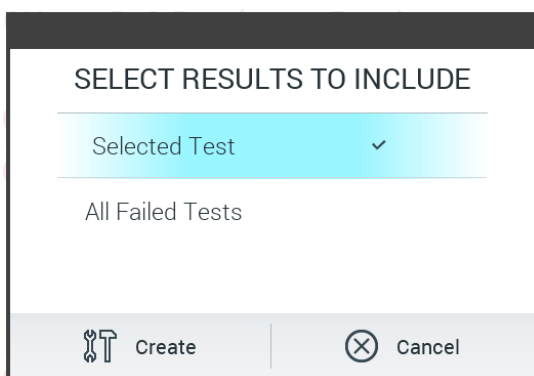 SELECT RESULTS TO INCLUDE
Selected Test
All Failed Tests
Create
Cancel